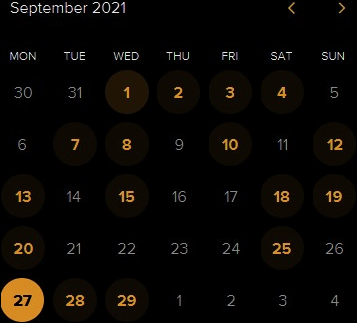 September 2021
MON TUE WED THU FRI SAT SUN
30 31 1 2 3 4 5
6 7 8 9 10 11 12
13 14 15 16 17 18 19
20 21 22 23 24 25 26
27 28 29 1 2 3 4